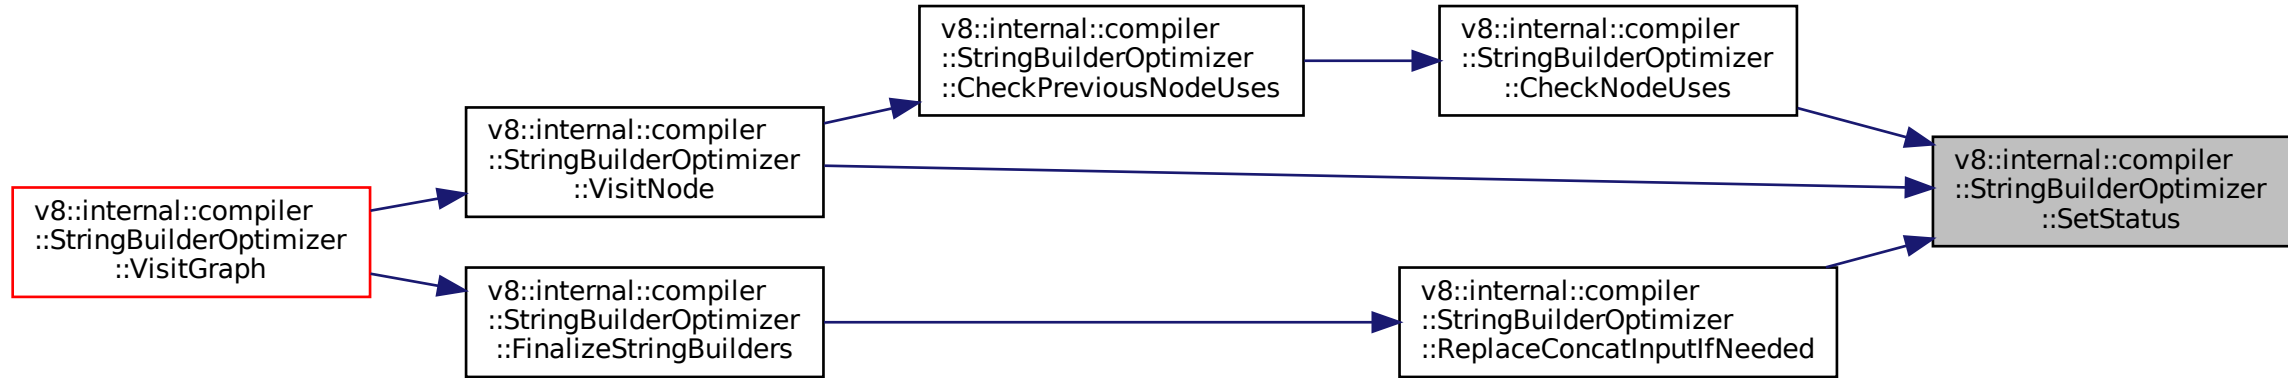 v8::internal::compiler
::StringBuilderOptimizer
::CheckPreviousNodeUses
v8::internal::compiler
::StringBuilderOptimizer
::CheckNodeUses
v8::internal::compiler
::StringBuilderOptimizer
::VisitNode
v8::internal::compiler
::StringBuilderOptimizer
::SetStatus
v8::internal::compiler
::StringBuilderOptimizer
::VisitGraph
v8::internal::compiler
::StringBuilderOptimizer
::FinalizeStringBuilders
v8::internal::compiler
::StringBuilderOptimizer
::ReplaceConcatInputIfNeeded